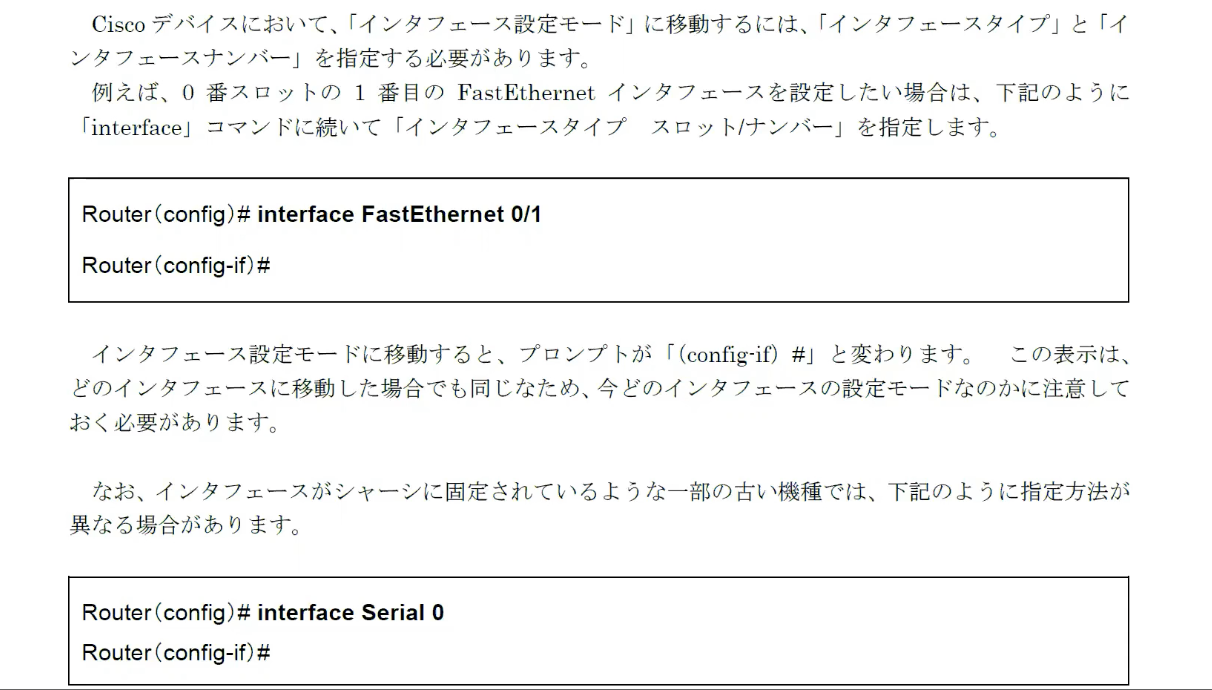 Cisco デバイスにおいて、「インタフェース設定モード」に移動するには、「インタフェースタイプ」と「イ
ンタフェースナンバー」を指定する必要があります。
例えば、0 番スロットの 1 番目の FastEthernet インタフェースを設定したい場合は、下記のように
「interface」コマンドに続いて「インタフェースタイプ　スロット/ナンバー」を指定します。
Router（config）# interface FastEthernet 0/1
Router（config-if）#
インタフェース設定モードに移動すると、プロンプトが「(config-if) #」と変わります。　この表示は、
どのインタフェースに移動した場合でも同じなため、今どのインタフェースの設定モードなのかに注意して
おく必要があります。
なお、インタフェースがシャーシに固定されているような一部の古い機種では、下記のように指定方法が
異なる場合があります。
Router（config）# interface Serial 0
Router（config-if）#